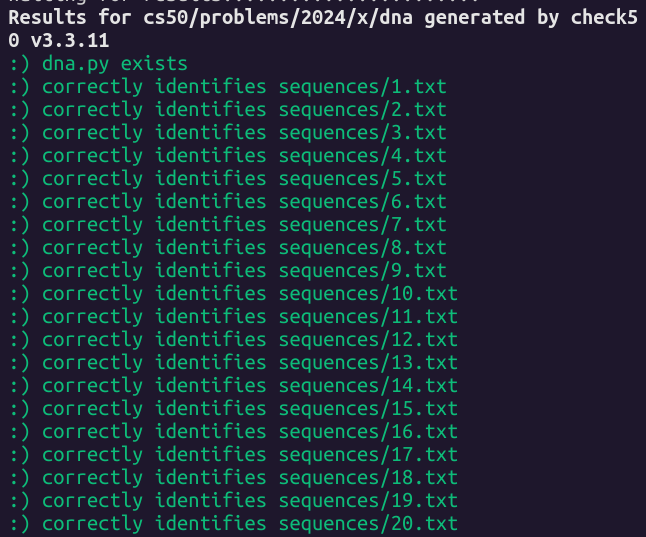 Results for cs50/problems/2024/x/dna generated by check5
0 v3.3.11
:) dna.py exists
:) correctly identifies sequences/1.txt
:) correctly identifies sequences/2.txt
:) correctly identifies sequences/3.txt
:) correctly identifies sequences/4.txt
:) correctly identifies sequences/5.txt
:) correctly identifies sequences/6.txt
:) correctly identifies sequences/7.txt
:) correctly identifies sequences/8.txt
:) correctly identifies sequences/9.txt
:) correctly identifies sequences/10.txt
:) correctly identifies sequences/11.txt
:) correctly identifies sequences/12.txt
:) correctly identifies sequences/13.txt
:) correctly identifies sequences/14.txt
:) correctly identifies sequences/15.txt
:) correctly identifies sequences/16.txt
:) correctly identifies sequences/17.txt
:) correctly identifies sequences/18.txt
:) correctly identifies sequences/19.txt
:) correctly identifies sequences/20.txt